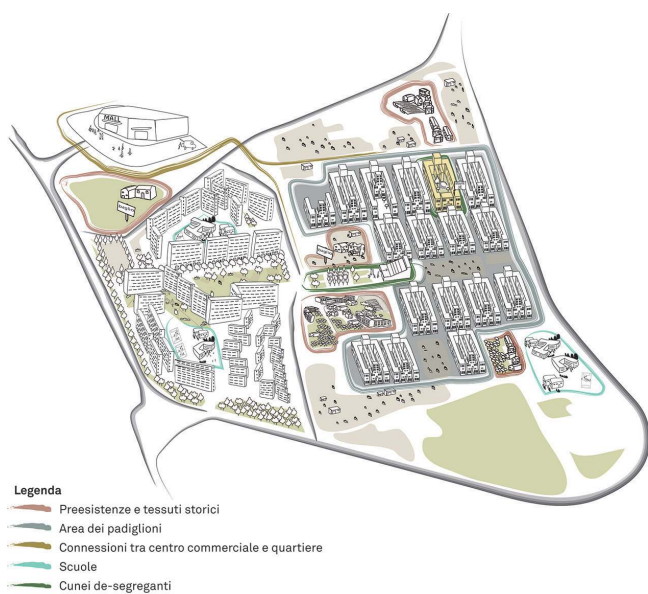 MALL
Legenda
Preesistenze e tessuti storici
Area dei padiglioni
Connessioni tra centro commerciale e quartiere
Scuole
Cunei de-segreganti